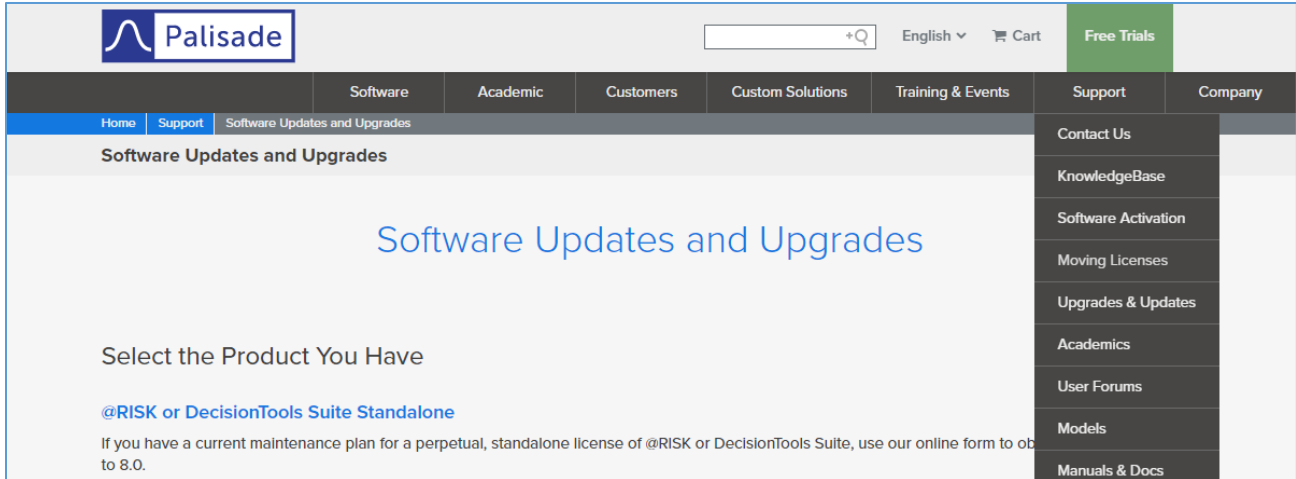 Palisade
English
Cart
Free Trials
Software
Academic
Customers
Custom Solutions
Training & Events
Support
Company
Home
Support
Software Updates and Upgrades
Software Updates and Upgrades
Contact Us
KnowledgeBase
Software Activation
Moving Licenses
Upgrades & Updates
Academics
User Forums
Models
Manuals & Docs
Software Updates and Upgrades
Select the Product You Have
@RISK or DecisionTools Suite Standalone
If you have a current maintenance plan for a perpetual, standalone license of @RISK or DecisionTools Suite, use our online form to
to 8.0.